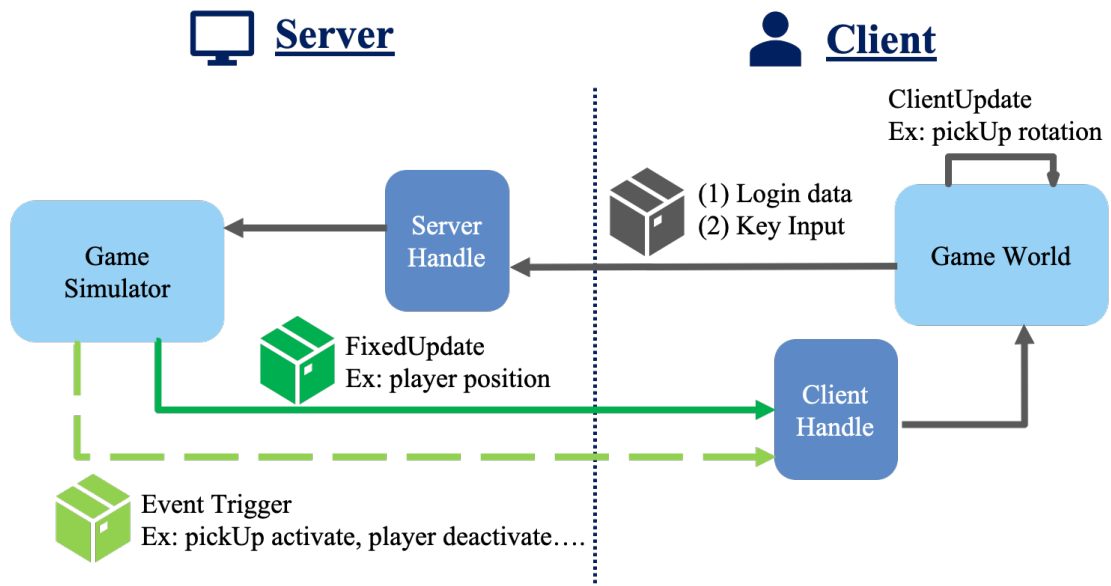 Server
Client
ClientUpdate
Ex: pickUp rotation
(1) Login data
(2) Key Input
Server
Handle
Game
Simulator
Game World
FixedUpdate
Ex: player position
Client
Handle
Event Trigger
Ex: pickUp activate, player deactivate….